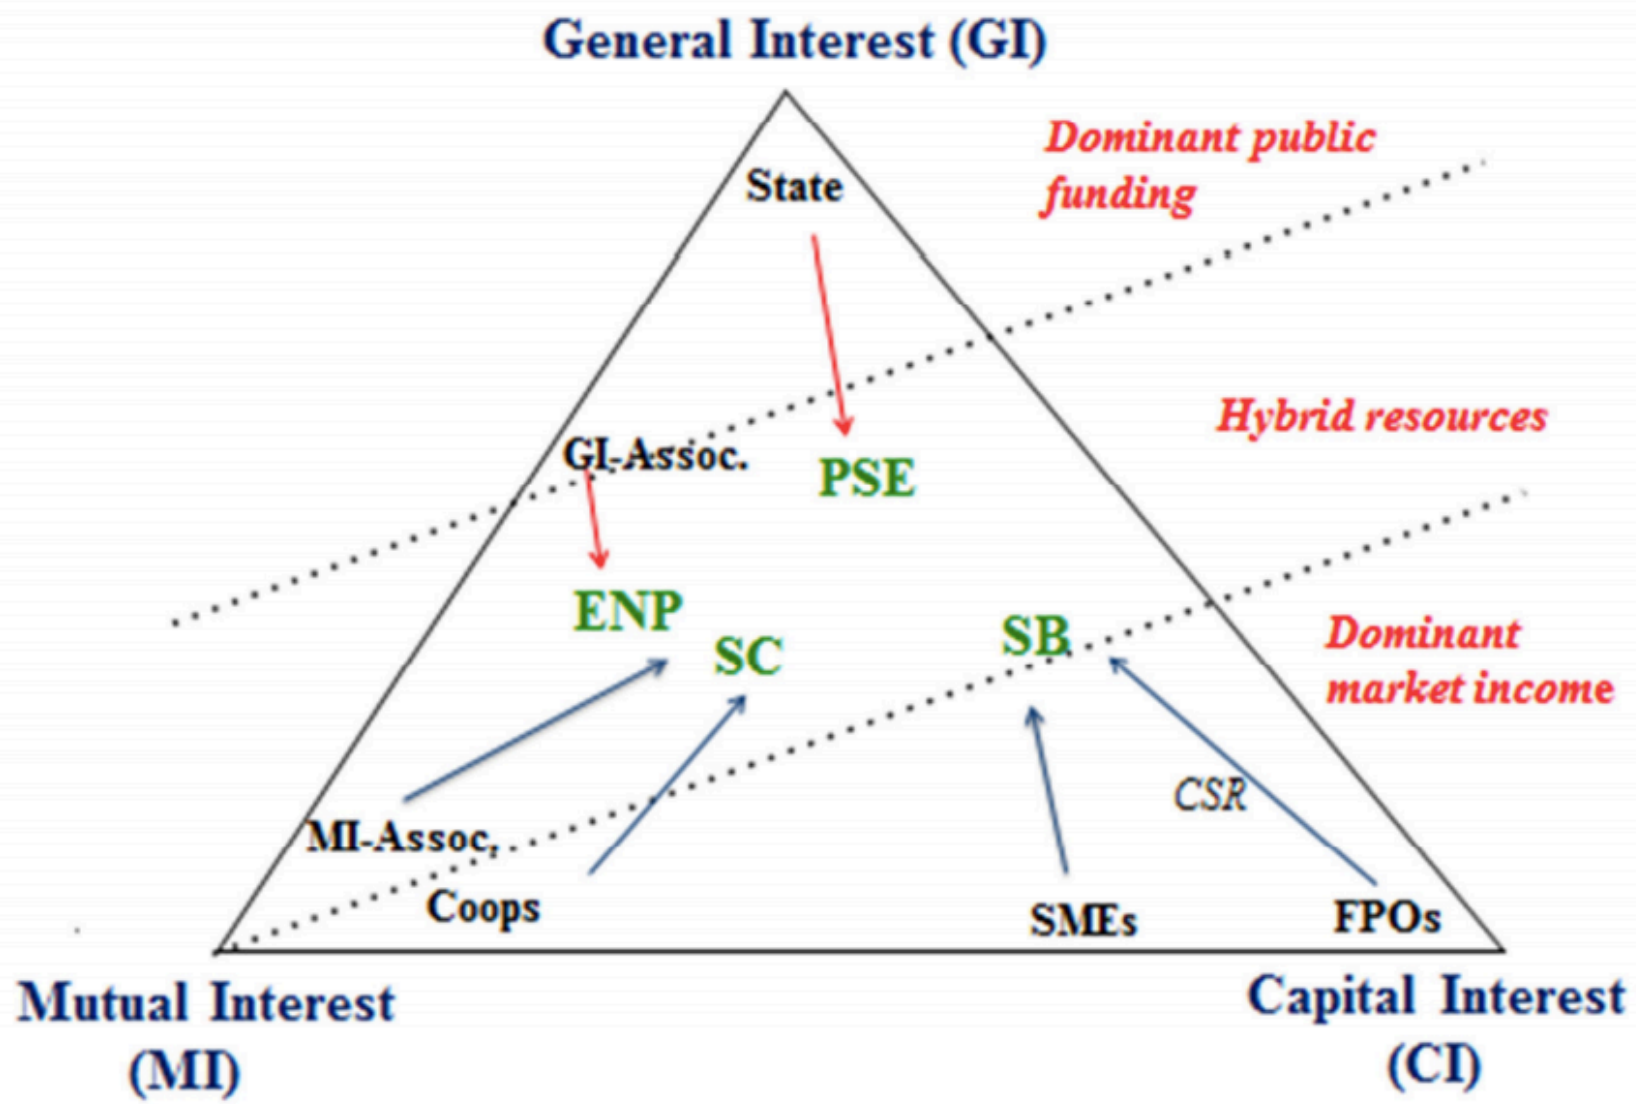 General Interest (GI)
Dominant public
funding
State
Hybrid resources
GI-Assoc.
PSE
ENP
SC
SB
Dominant
market income
CSR
MI-Assoc.
Coops
SMEs
FPOs
Mutual Interest
(MI)
Capital Interest
(CI)